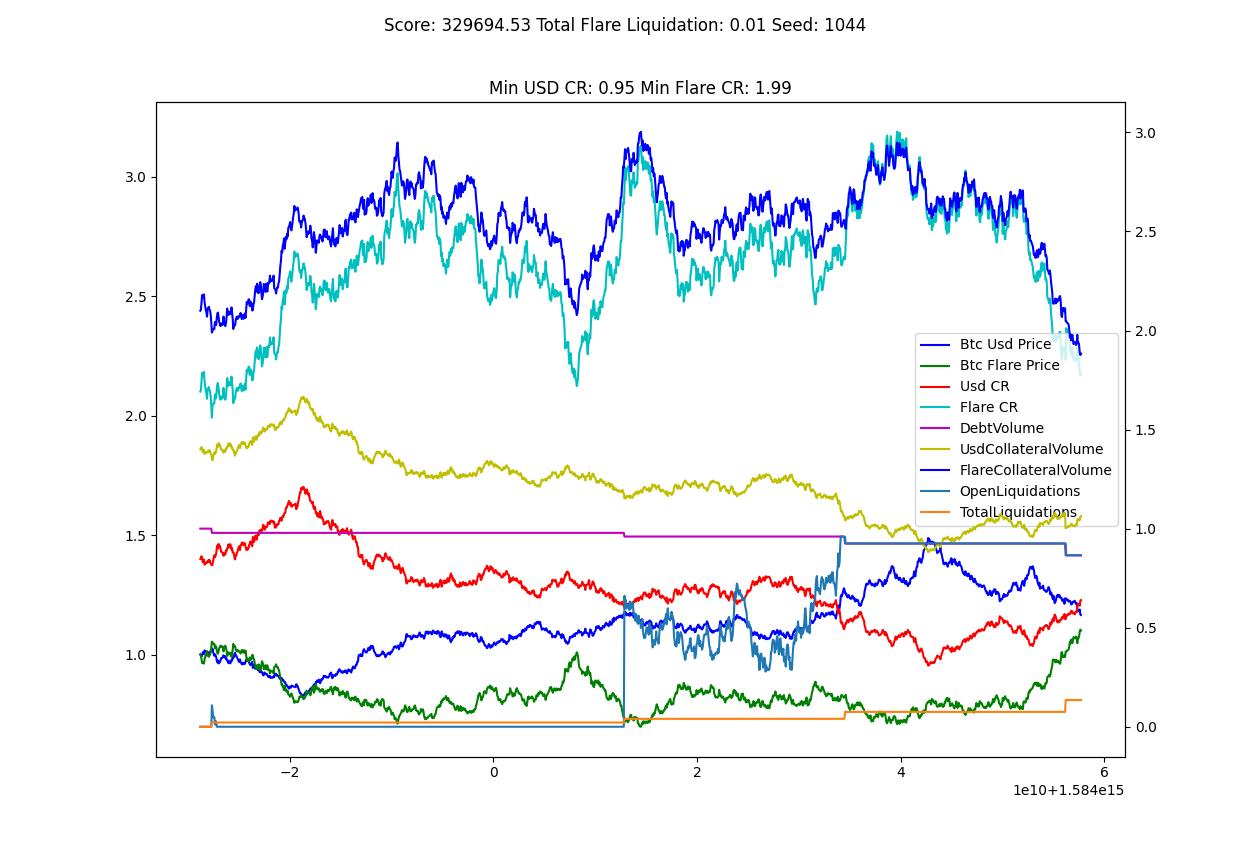 Score: 329694.53 Total Flare Liquidation: 0.01 Seed: 1044
Min USD CR: 0.95 Min Flare CR: 1.99
3.0
2.5
2.0
1.5
1.0
3.0
2.5
2.0
1.5
1.0
0.5
0.0
Btc Usd Price
Btc Flare Price
Usd CR
Flare CR
DebtVolume
UsdCollateralVolume
FlareCollateralVolume
OpenLiquidations
TotalLiquidations
−2 0 2 4 6
1e10+1.584e15